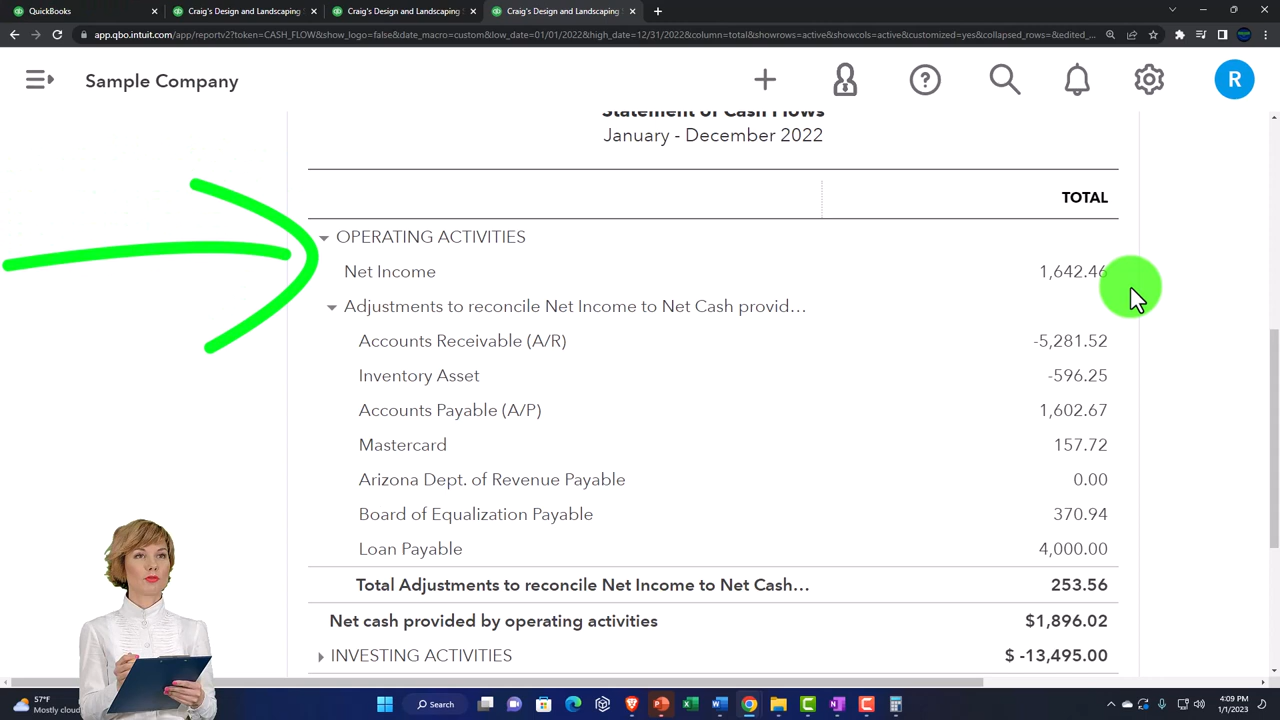 QuickBooks
Craig's Design and Landscaping
Craig's Design and Landscaping
Craig's Design and Landscaping
app.qbo.intuit.com/app/reportv2?token=CASH_FLOW&show_logo=false&date_macro=custom&low_date=01/01/2022&high_date=12/31/2022&column=total&showrows=active&showcols=active&customized=yes&collapsed_rows=&edited_...
Sample Company
R
Statement of Cash Flows
January - December 2022
TOTAL
OPERATING ACTIVITIES
Net Income 1,642.46
Adjustments to reconcile Net Income to Net Cash provid...
Accounts Receivable (A/R) -5,281.52
Inventory Asset -596.25
Accounts Payable (A/P) 1,602.67
Mastercard 157.72
Arizona Dept. of Revenue Payable 0.00
Board of Equalization Payable 370.94
Loan Payable 4,000.00
Total Adjustments to reconcile Net Income to Net Cash... 253.56
Net cash provided by operating activities $1,896.02
INVESTING ACTIVITIES $ -13,495.00
57°F
Mostly cloud
Search
4:09 PM
1/1/2023